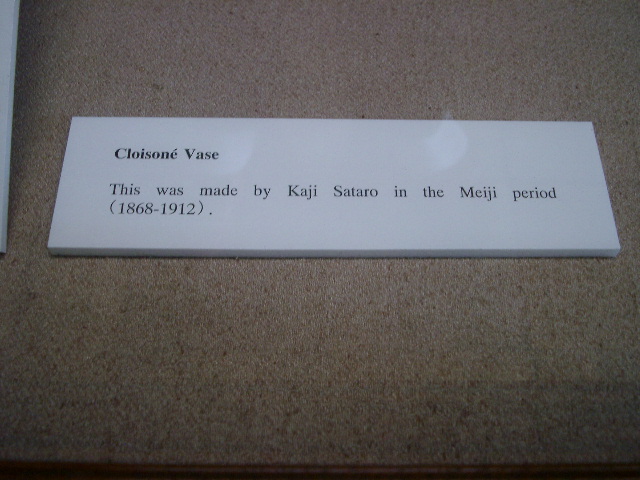 Cloisoné Vase
This was made by Kaji Sataro in the Meiji period
(1868-1912).